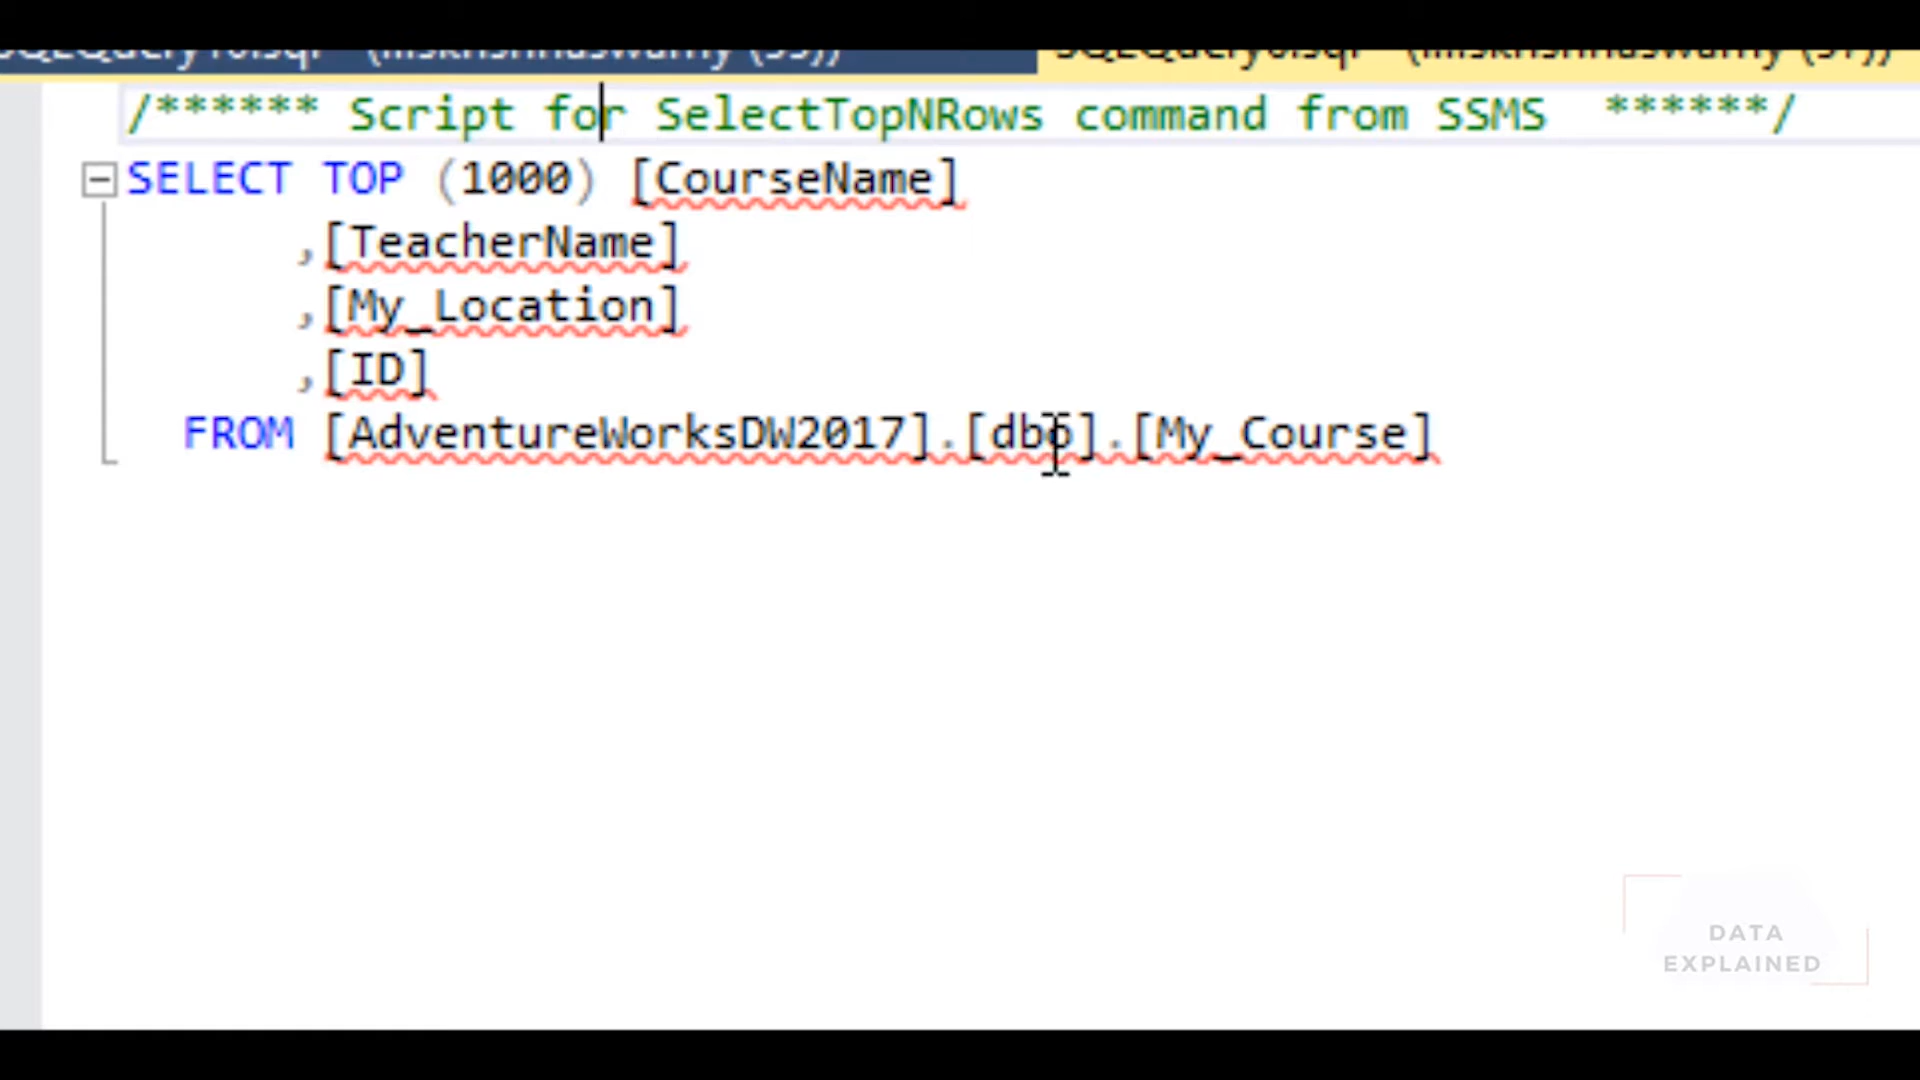 /****** Script for SelectTopNRows command from SSMS  ******/
SELECT TOP (1000) [CourseName]
,[TeacherName]
,[My_Location]
,[ID]
FROM [AdventureWorksDW2017].[dbo].[My_Course]
DATA
EXPLAINED